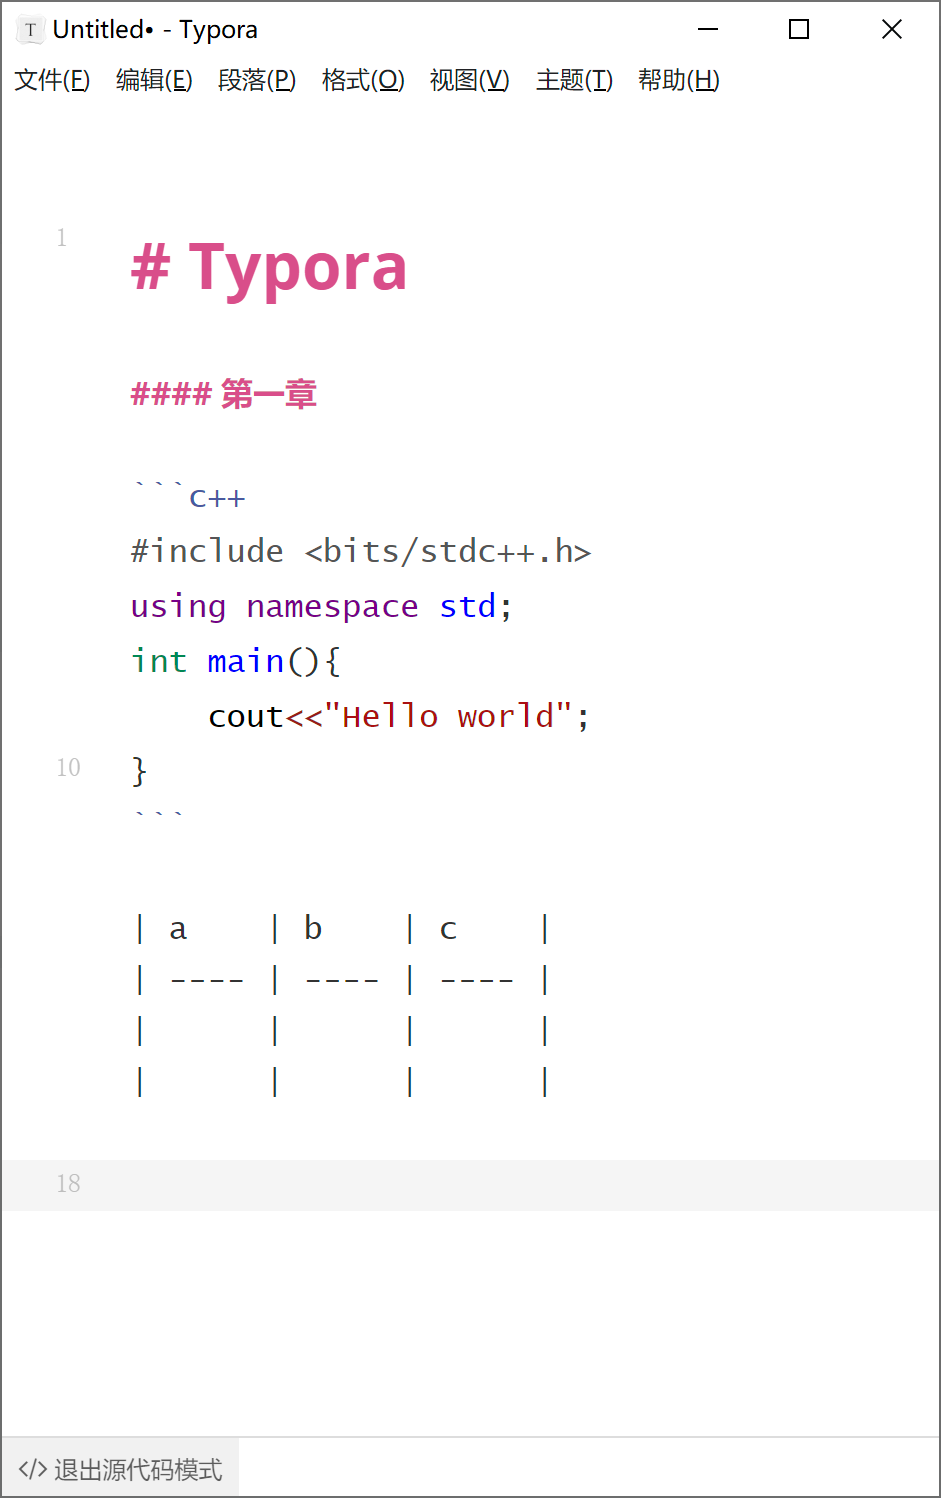 T Untitled• - Typora
文件(F) 编辑(E) 段落(P) 格式(O) 视图(V) 主题(T) 帮助(H)
1 # Typora
#### 第一章
```c++
#include <bits/stdc++.h>
using namespace std;
int main(){
    cout<<"Hello world";
10 }
```
| a    | b    | c    |
| ---- | ---- | ---- |
|      |      |      |
|      |      |      |
18
</> 退出源代码模式